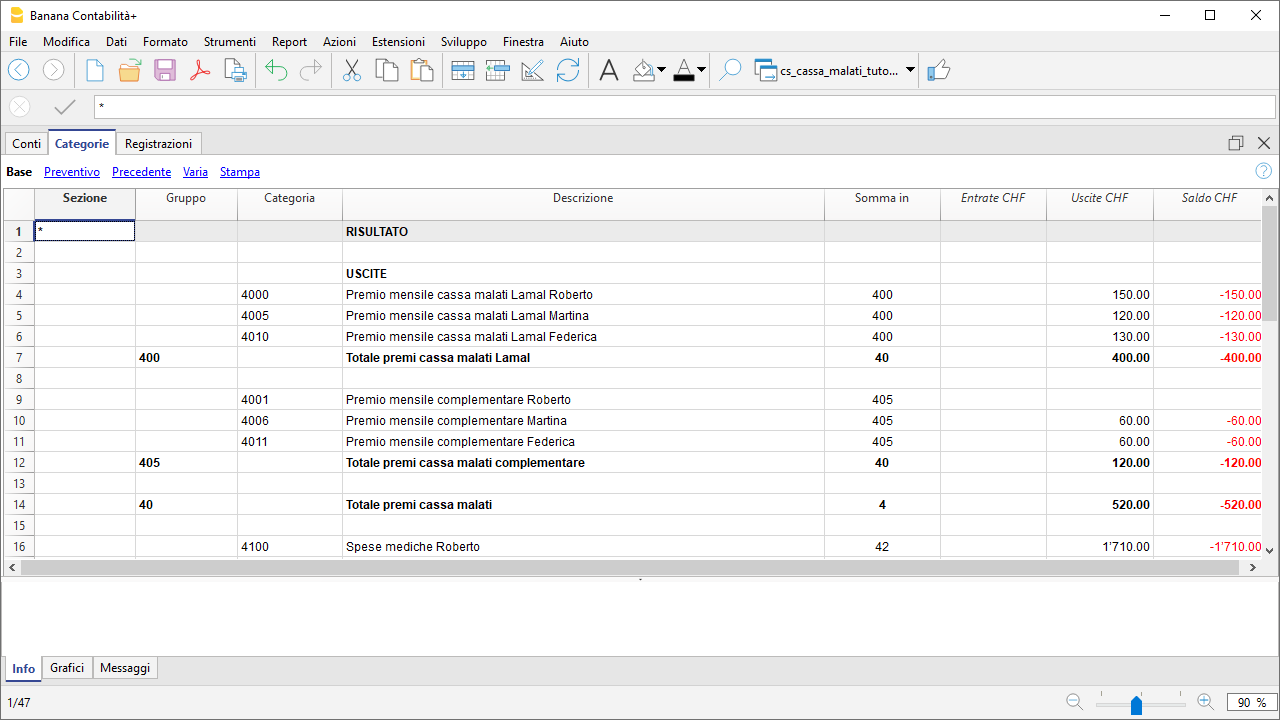 Banana Contabilità+
File Modifica Dati Formato Strumenti Report Azioni Estensioni Sviluppo Finestra Aiuto
cs_cassa_malati_tuto...
*
Conti Categorie Registrazioni
Base Preventivo Precedente Varia Stampa
Sezione Gruppo Categoria Descrizione Somma in Entrate CHF Uscite CHF Saldo CHF
1 * RISULTATO
2
3 USCITE
4 4000 Premio mensile cassa malati Lamal Roberto 400 150.00 -150.00
5 4005 Premio mensile cassa malati Lamal Martina 400 120.00 -120.00
6 4010 Premio mensile cassa malati Lamal Federica 400 130.00 -130.00
7 400 Totale premi cassa malati Lamal 40 400.00 -400.00
8
9 4001 Premio mensile complementare Roberto 405
10 4006 Premio mensile complementare Martina 405 60.00 -60.00
11 4011 Premio mensile complementare Federica 405 60.00 -60.00
12 405 Totale premi cassa malati complementare 40 120.00 -120.00
13
14 40 Totale premi cassa malati 4 520.00 -520.00
15
16 4100 Spese mediche Roberto 42 1'710.00 -1'710.00
Info Grafici Messaggi
1/47 90 %